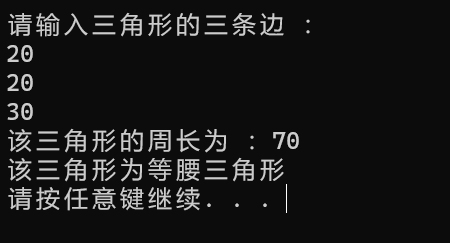 请输入三角形的三条边 ：
20
20
30
该三角形的周长为 ：70
该三角形为等腰三角形
请按任意键继续. . .